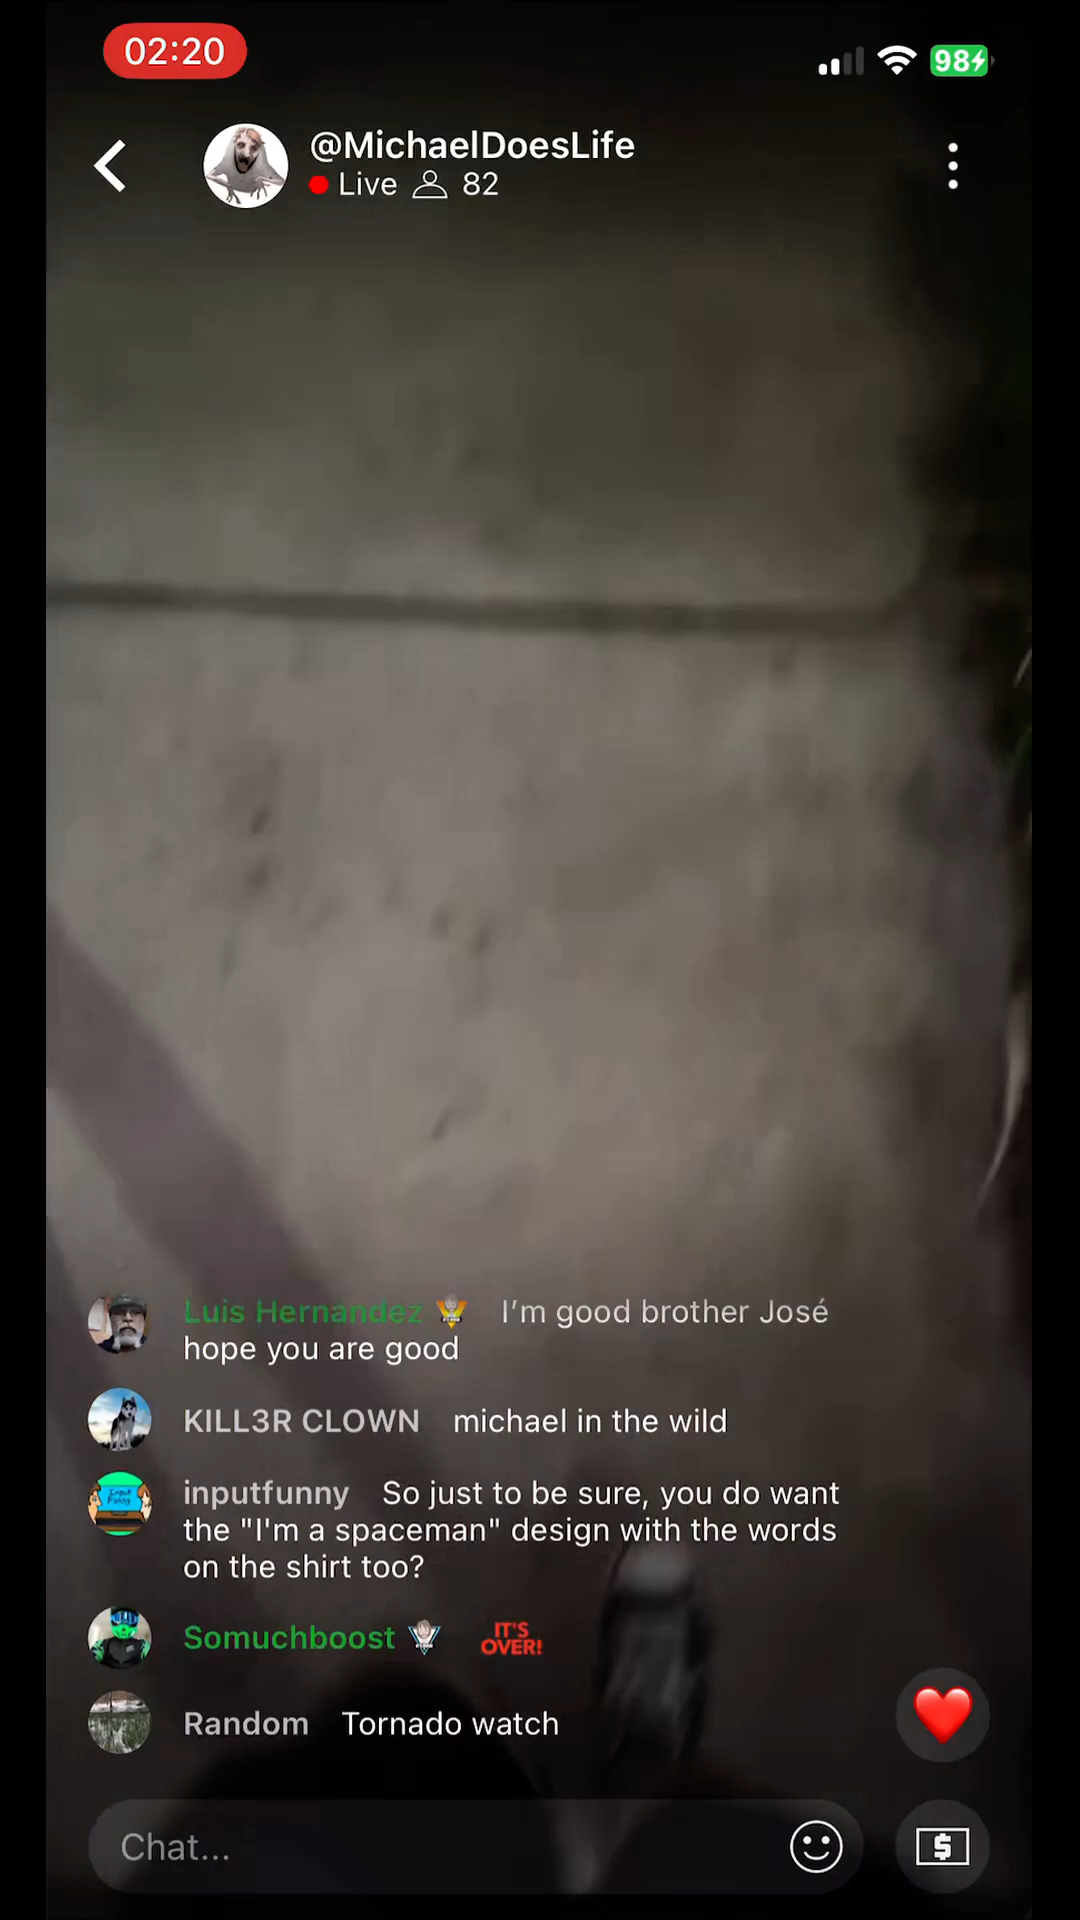 02:20
98
@MichaelDoesLife
Live 82
Luis Hernandez I’m good brother José
hope you are good
KILL3R CLOWN michael in the wild
inputfunny So just to be sure, you do want
the "I'm a spaceman" design with the words
on the shirt too?
Somuchboost IT'S
OVER!
Random Tornado watch
Chat...
$